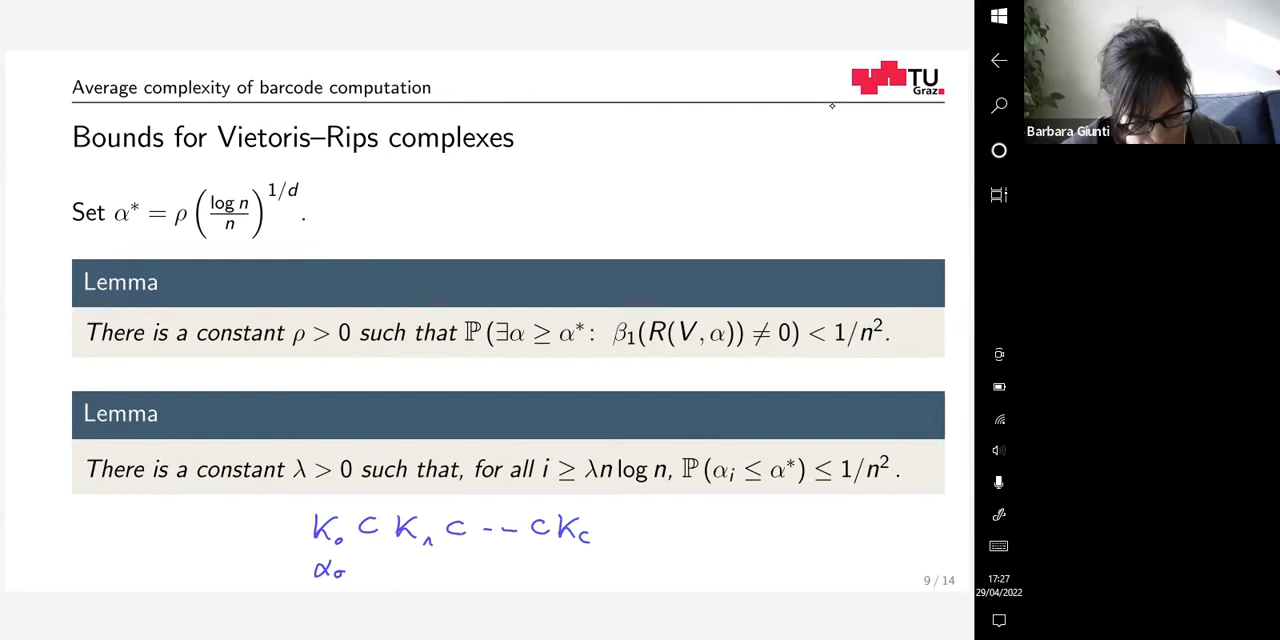 Average complexity of barcode computation
TU
Graz
Bounds for Vietoris–Rips complexes
Set α* = ρ (log n / n)^{1/d}.
Lemma
There is a constant ρ > 0 such that ℙ(∃α ≥ α* : β₁(R(V, α)) ≠ 0) < 1/n².
Lemma
There is a constant λ > 0 such that, for all i ≥ λn log n, ℙ(αᵢ ≤ α*) ≤ 1/n².
K₀ ⊂ K₁ ⊂ -- ⊂ K_C
α₀
9 / 14
Barbara Giunti
17:27
29/04/2022